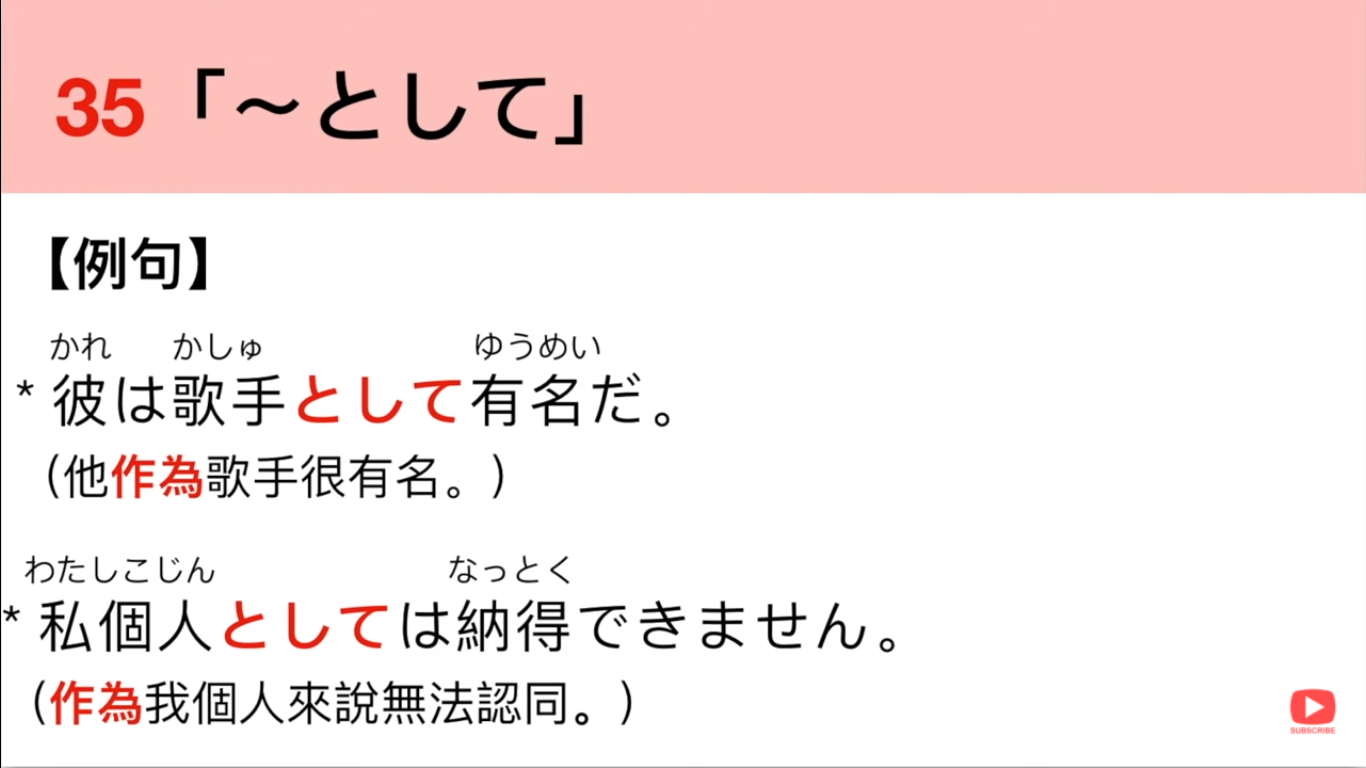 35「～として」
【例句】
かれ かしゅ ゆうめい
* 彼は歌手として有名だ。
（他作為歌手很有名。）
わたしこじん なっとく
* 私個人としては納得できません。
（作為我個人來說無法認同。）
SUBSCRIBE